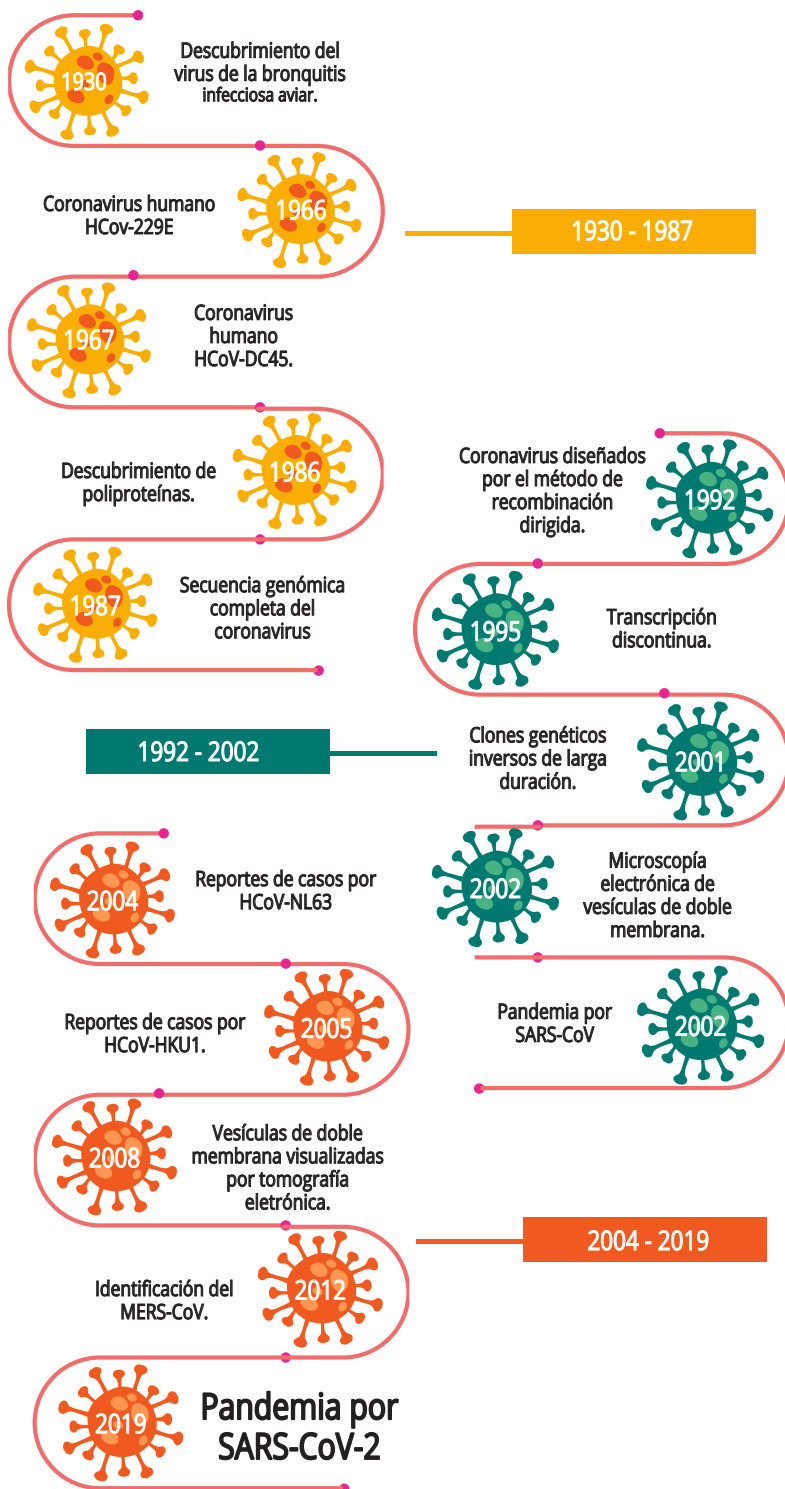 1930
Descubrimiento del
virus de la bronquitis
infecciosa aviar.
Coronavirus humano
HCov-229E
1966
1930 - 1987
1967
Coronavirus
humano
HCoV-DC45.
Descubrimiento de
poliproteínas.
1986
1987
Secuencia genómica
completa del
coronavirus
Coronavirus diseñados
por el método de
recombinación
dirigida.
1992
1995
Transcripción
discontinua.
1992 - 2002
Clones genéticos
inversos de larga
duración.
2001
2002
Microscopía
electrónica de
vesículas de doble
membrana.
Pandemia por
SARS-CoV
2002
2004
Reportes de casos por
HCoV-NL63
Reportes de casos por
HCoV-HKU1.
2005
2008
Vesículas de doble
membrana visualizadas
por tomografía
eletrónica.
2004 - 2019
Identificación del
MERS-CoV.
2012
2019
Pandemia por
SARS-CoV-2